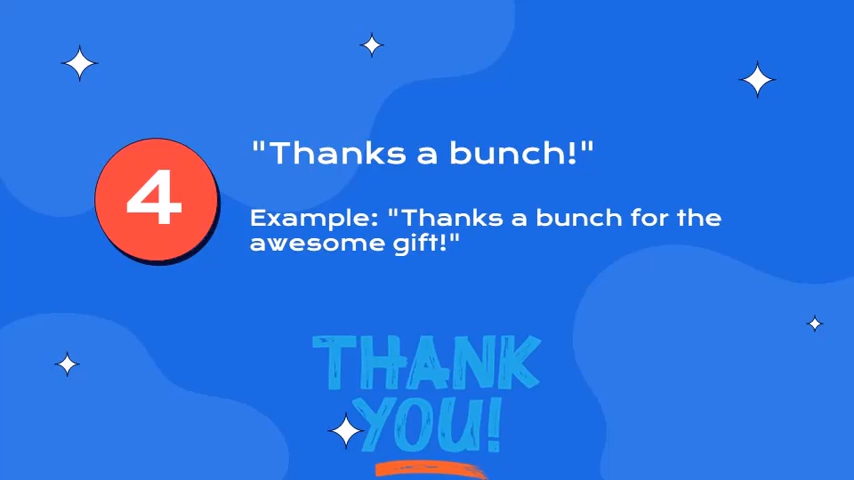 4
"Thanks a bunch!"
Example: "Thanks a bunch for the
awesome gift!"
THANK
YOU!